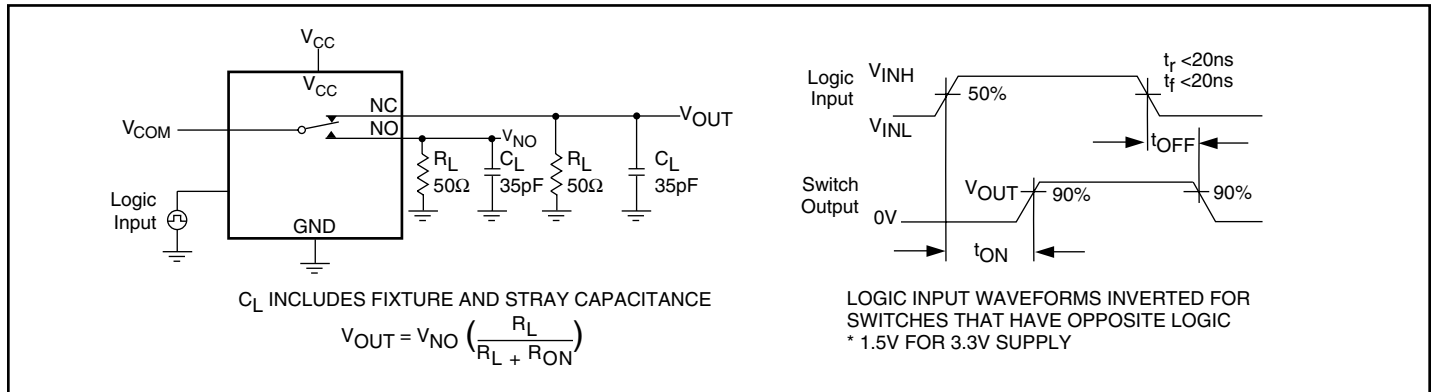 VCC
VCC
NC
NO
VCOM
VOUT
VNO
RL
50Ω
CL
35pF
RL
50Ω
CL
35pF
Logic
Input
GND
CL INCLUDES FIXTURE AND STRAY CAPACITANCE
VOUT = VNO (RL / RL + RON)
Logic
Input
VINH
VINL
50%
tr <20ns
tf <20ns
tOFF
Switch
Output
VOUT
0V
90%
90%
tON
LOGIC INPUT WAVEFORMS INVERTED FOR
SWITCHES THAT HAVE OPPOSITE LOGIC
* 1.5V FOR 3.3V SUPPLY